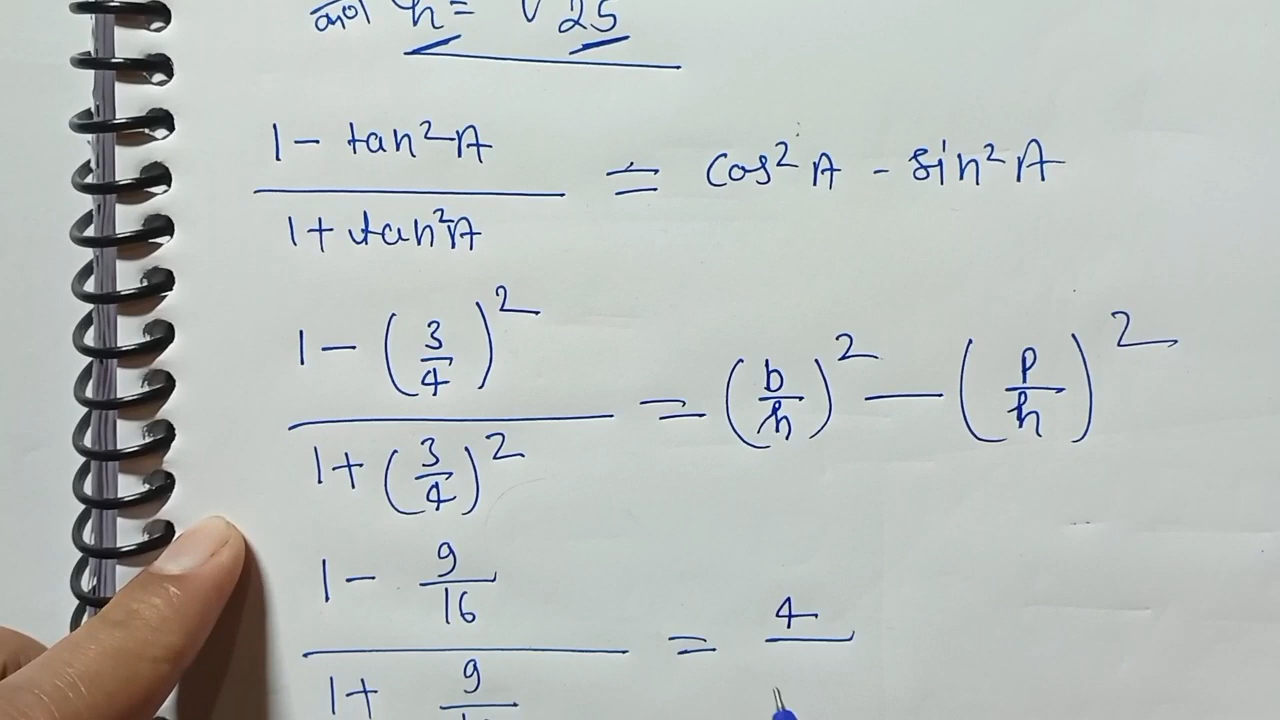 h = √25
1 - tan²A / 1 + tan²A = cos²A - sin²A
1 - (3/4)² / 1 + (3/4)² = (b/h)² - (p/h)²
1 - 9/16 / 1 + 9/ = 4/